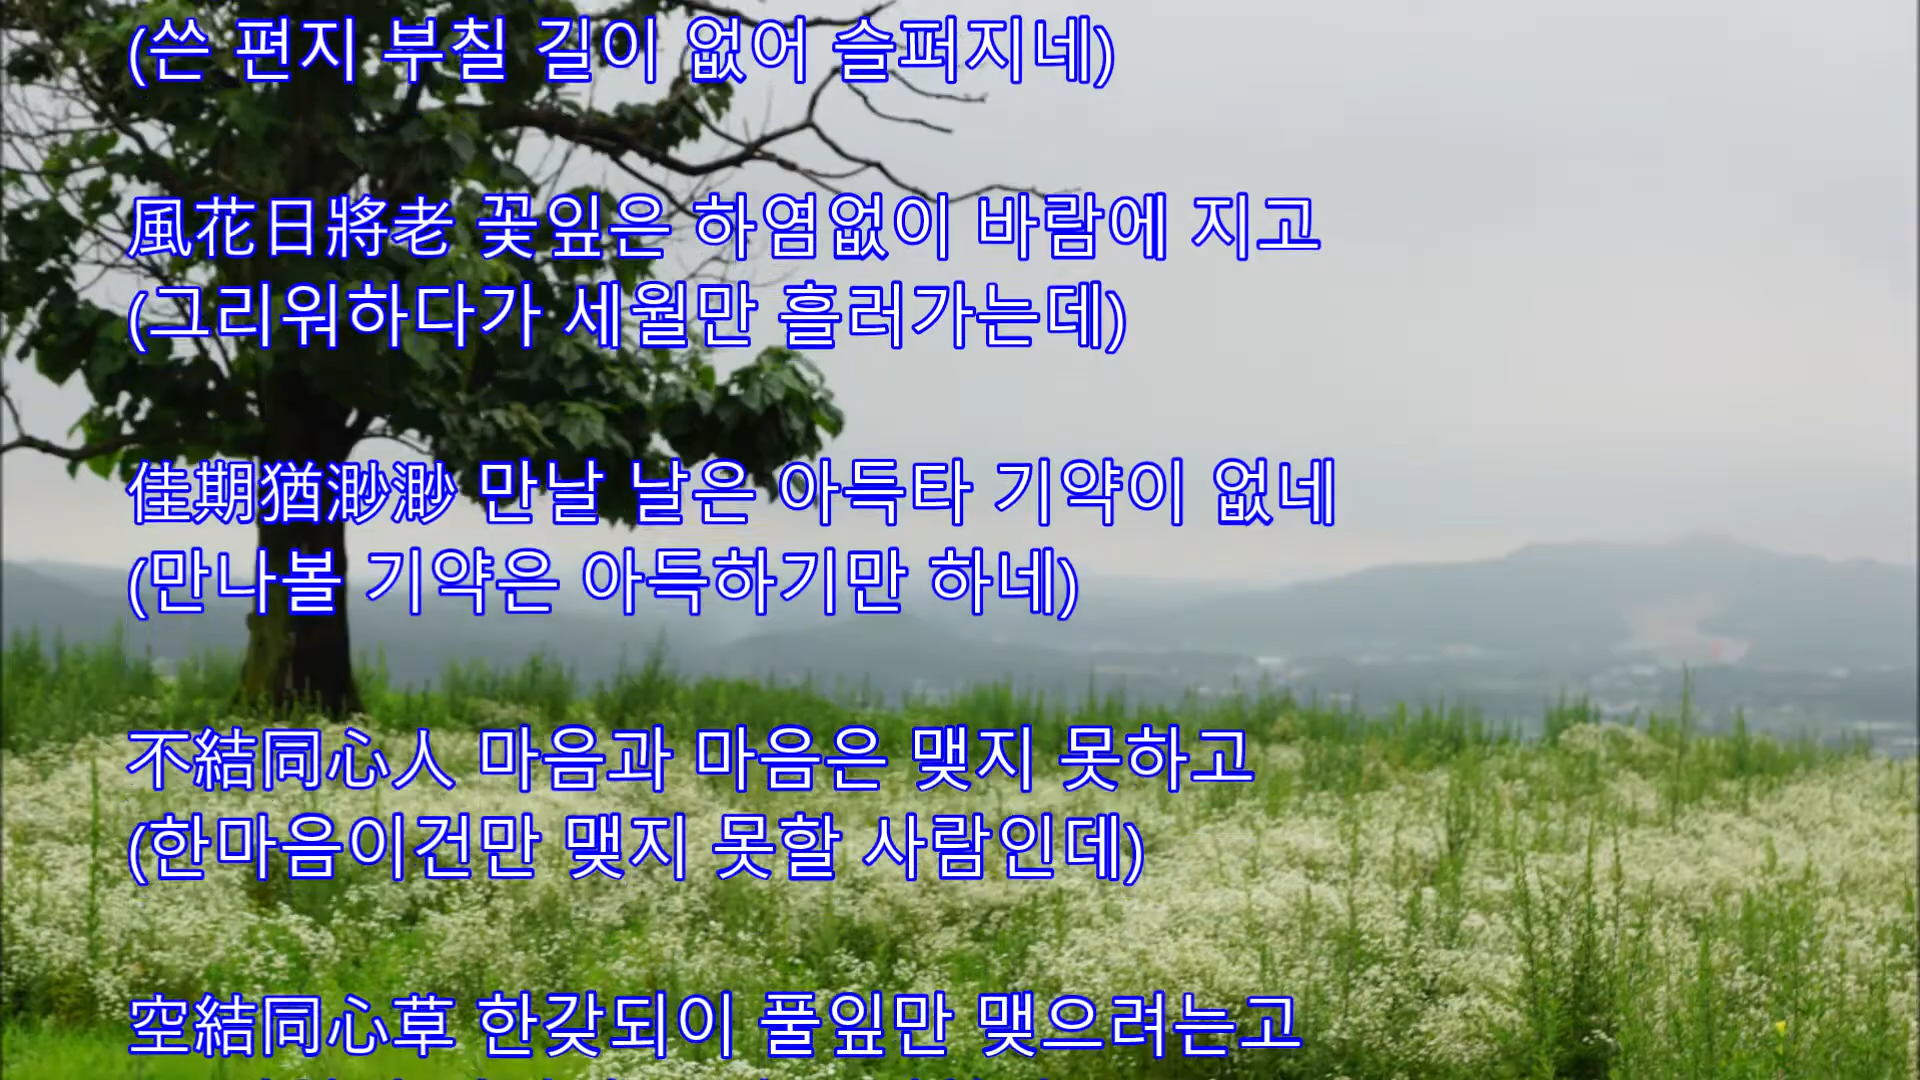 (쓴 편지 부칠 길이 없어 슬퍼지네)
風花日將老 꽃잎은 하염없이 바람에 지고
(그리워하다가 세월만 흘러가는데)
佳期猶渺渺 만날 날은 아득타 기약이 없네
(만나볼 기약은 아득하기만 하네)
不結同心人 마음과 마음은 맺지 못하고
(한마음이건만 맺지 못할 사람인데)
空結同心草 한갖되이 풀잎만 맺으려는고